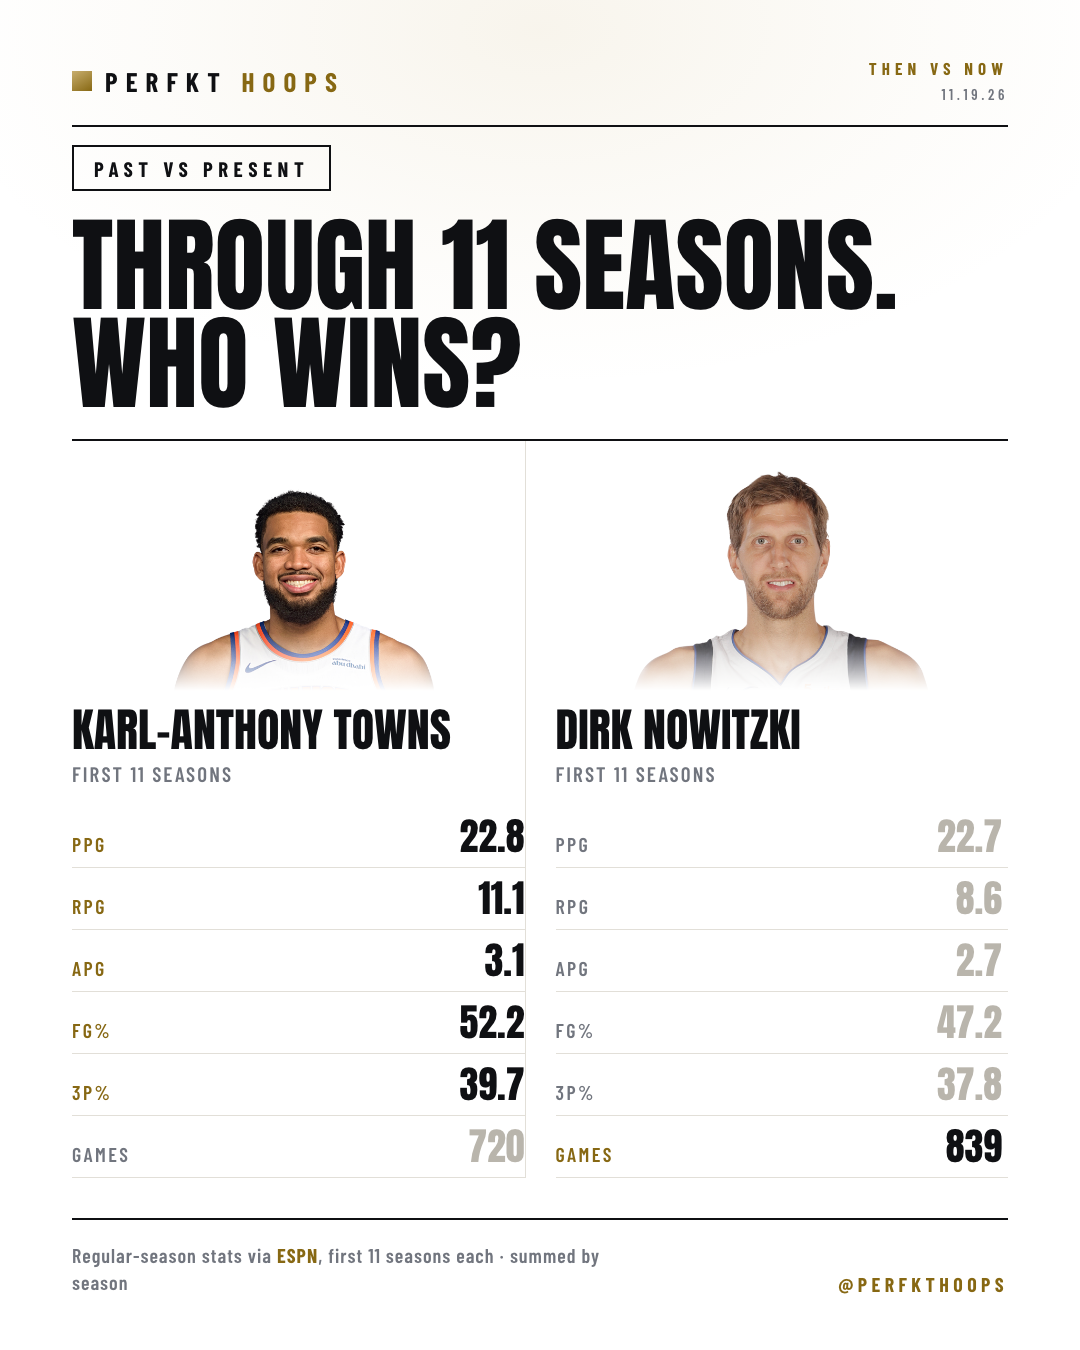 PERFKT HOOPS
THEN VS NOW
11.19.26
PAST VS PRESENT
THROUGH 11 SEASONS.
WHO WINS?
abu dhabi
KARL-ANTHONY TOWNS
FIRST 11 SEASONS
PPG 22.8
RPG 11.1
APG 3.1
FG% 52.2
3P% 39.7
GAMES 720
DIRK NOWITZKI
FIRST 11 SEASONS
PPG 22.7
RPG 8.6
APG 2.7
FG% 47.2
3P% 37.8
GAMES 839
Regular-season stats via ESPN, first 11 seasons each · summed by
season
@PERFKTHOOPS